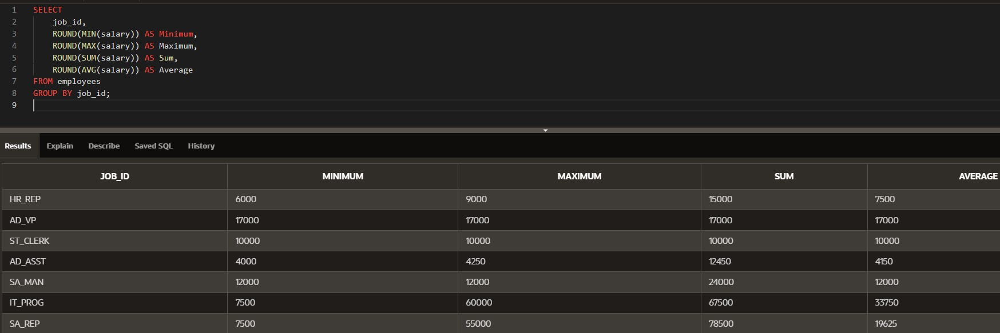 1 SELECT
2 job_id,
3 ROUND(MIN(salary)) AS Minimum,
4 ROUND(MAX(salary)) AS Maximum,
5 ROUND(SUM(salary)) AS Sum,
6 ROUND(AVG(salary)) AS Average
7 FROM employees
8 GROUP BY job_id;
9
Results Explain Describe Saved SQL History
JOB_ID MINIMUM MAXIMUM SUM AVERAGE
HR_REP 6000 9000 15000 7500
AD_VP 17000 17000 17000 17000
ST_CLERK 10000 10000 10000 10000
AD_ASST 4000 4250 12450 4150
SA_MAN 12000 12000 24000 12000
IT_PROG 7500 60000 67500 33750
SA_REP 7500 55000 78500 19625